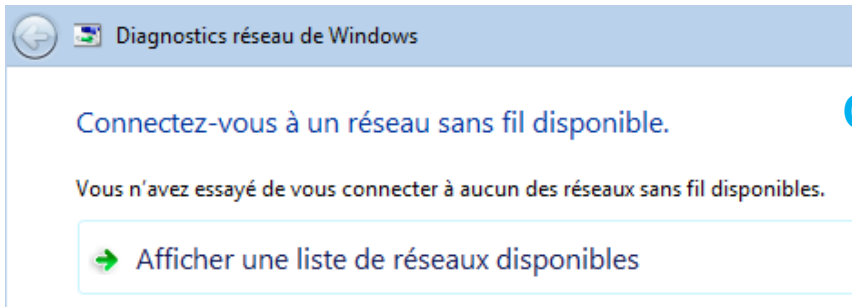 Diagnostics réseau de Windows
Connectez-vous à un réseau sans fil disponible.
Vous n'avez essayé de vous connecter à aucun des réseaux sans fil disponibles.
Afficher une liste de réseaux disponibles